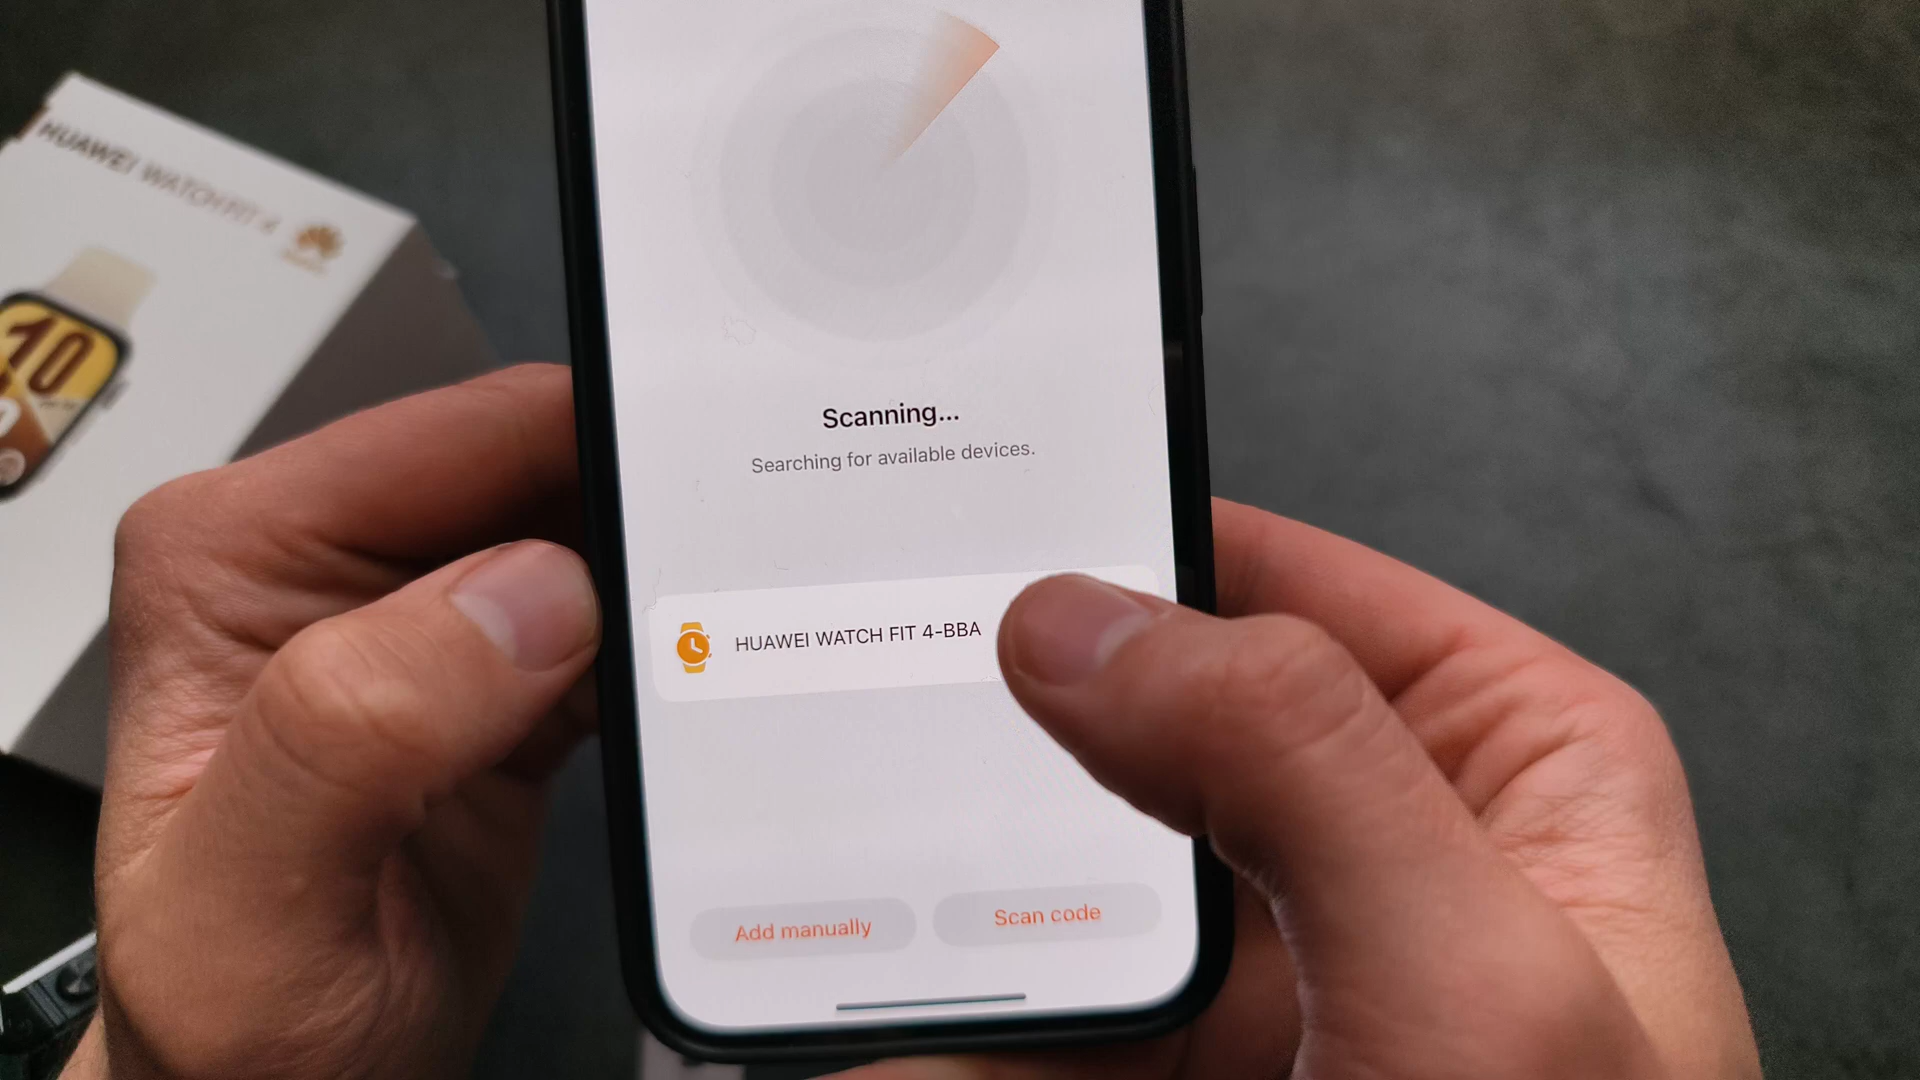 HUAWEI WATCH FIT 4
10
Scanning...
Searching for available devices.
HUAWEI WATCH FIT 4-BBA
Add manually
Scan code